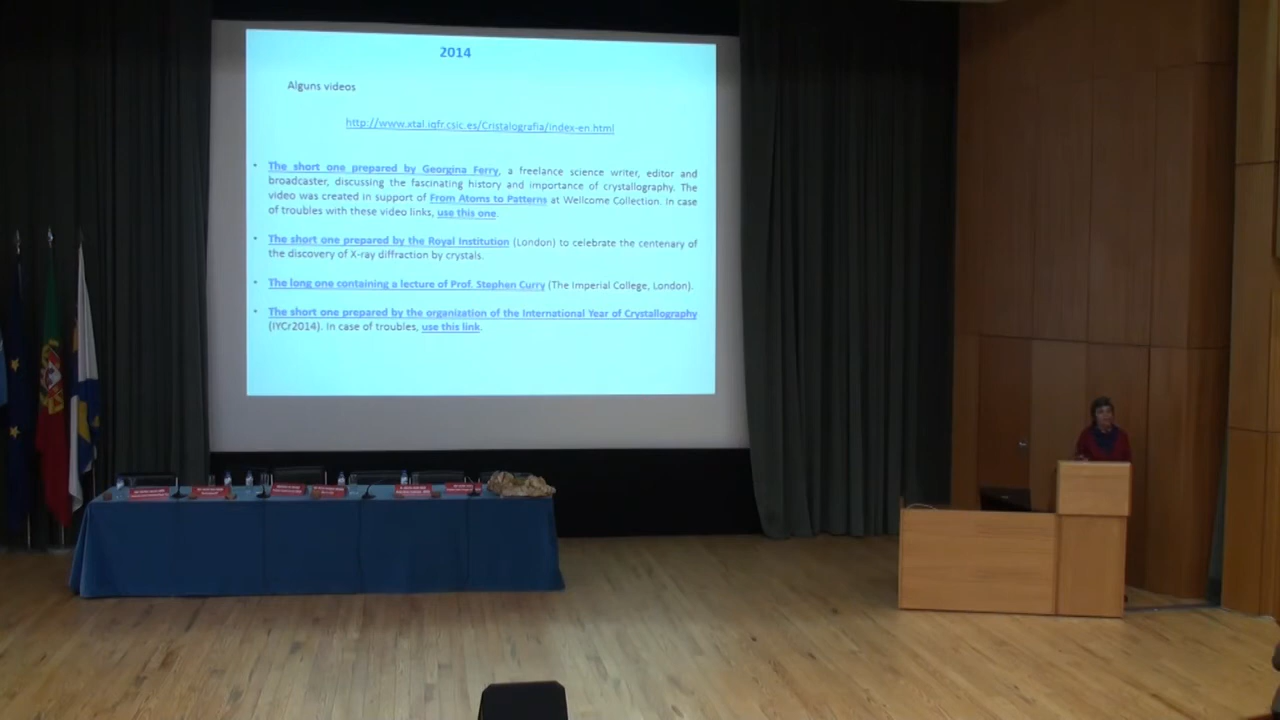 2014
Alguns videos
http://www.xtal.iqfr.csic.es/Cristalografia/index-en.html
• The short one prepared by Georgina Ferry, a freelance science writer, editor and
broadcaster, discussing the fascinating history and importance of crystallography. The
video was created in support of From Atoms to Patterns at Wellcome Collection. In case
of troubles with these video links, use this one.
• The short one prepared by the Royal Institution (London) to celebrate the centenary of
the discovery of X-ray diffraction by crystals.
• The long one containing a lecture of Prof. Stephen Curry (The Imperial College, London).
• The short one prepared by the organization of the International Year of Crystallography
(IYCr2014). In case of troubles, use this link.